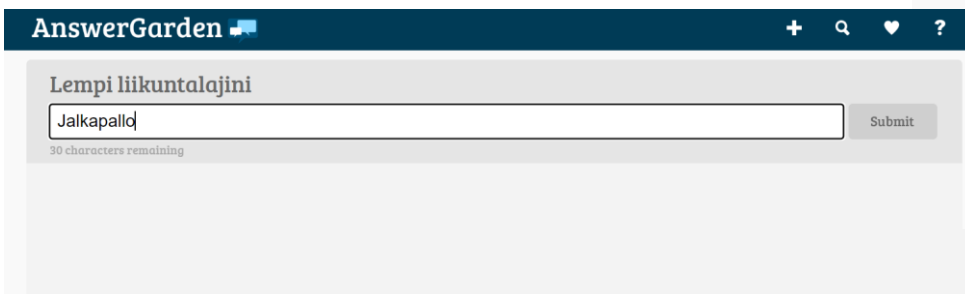 AnswerGarden
Lempi liikuntalajini
Jalkapallo
Submit
30 characters remaining